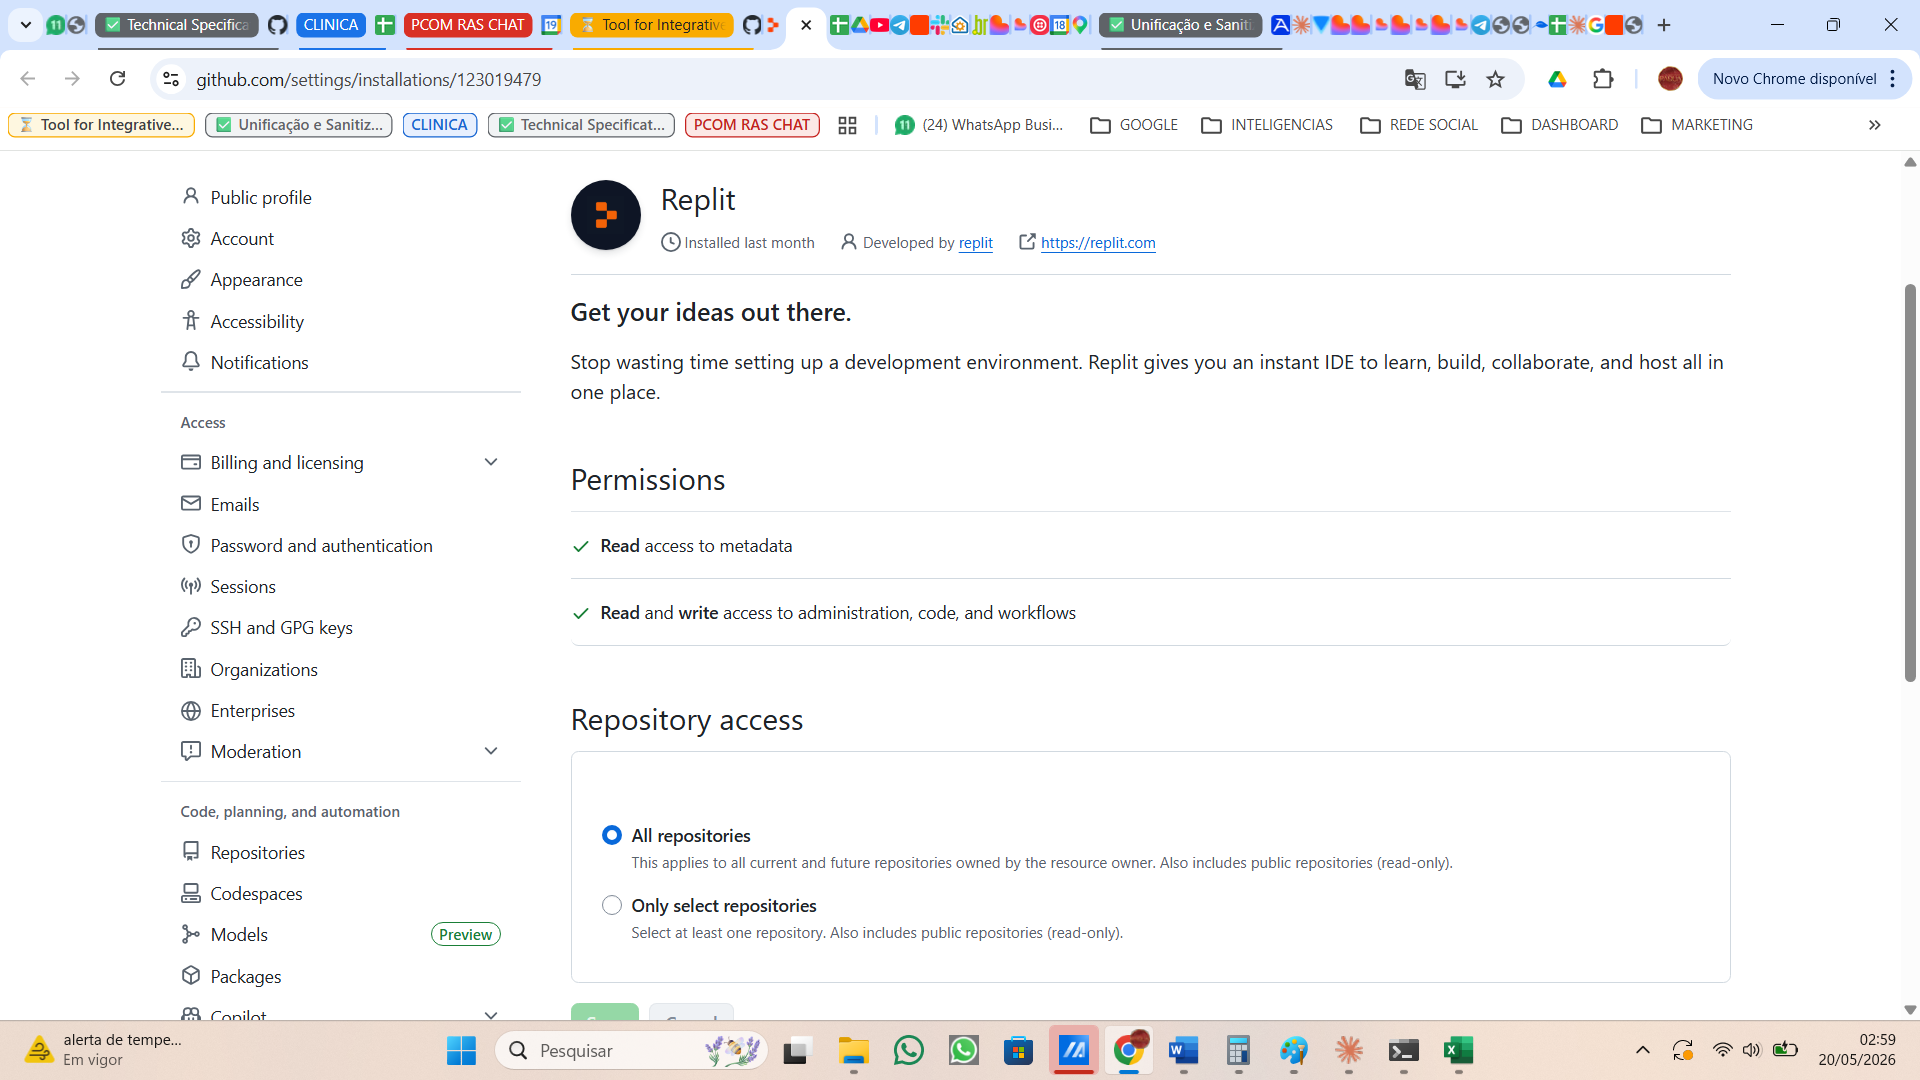 Technical Specifica
CLINICA
PCOM RAS CHAT
Tool for Integrative
Unificação e Saniti
github.com/settings/installations/123019479
Novo Chrome disponível
Tool for Integrative...
Unificação e Sanitiz...
CLINICA
Technical Specificat...
PCOM RAS CHAT
(24) WhatsApp Busi...
GOOGLE
INTELIGENCIAS
REDE SOCIAL
DASHBOARD
MARKETING
Public profile
Account
Appearance
Accessibility
Notifications
Access
Billing and licensing
Emails
Password and authentication
Sessions
SSH and GPG keys
Organizations
Enterprises
Moderation
Code, planning, and automation
Repositories
Codespaces
Models
Preview
Packages
Copilot
Replit
Installed last month
Developed by replit
https://replit.com
Get your ideas out there.
Stop wasting time setting up a development environment. Replit gives you an instant IDE to learn, build, collaborate, and host all in
one place.
Permissions
Read access to metadata
Read and write access to administration, code, and workflows
Repository access
All repositories
This applies to all current and future repositories owned by the resource owner. Also includes public repositories (read-only).
Only select repositories
Select at least one repository. Also includes public repositories (read-only).
alerta de tempe...
Em vigor
Pesquisar
02:59
20/05/2026